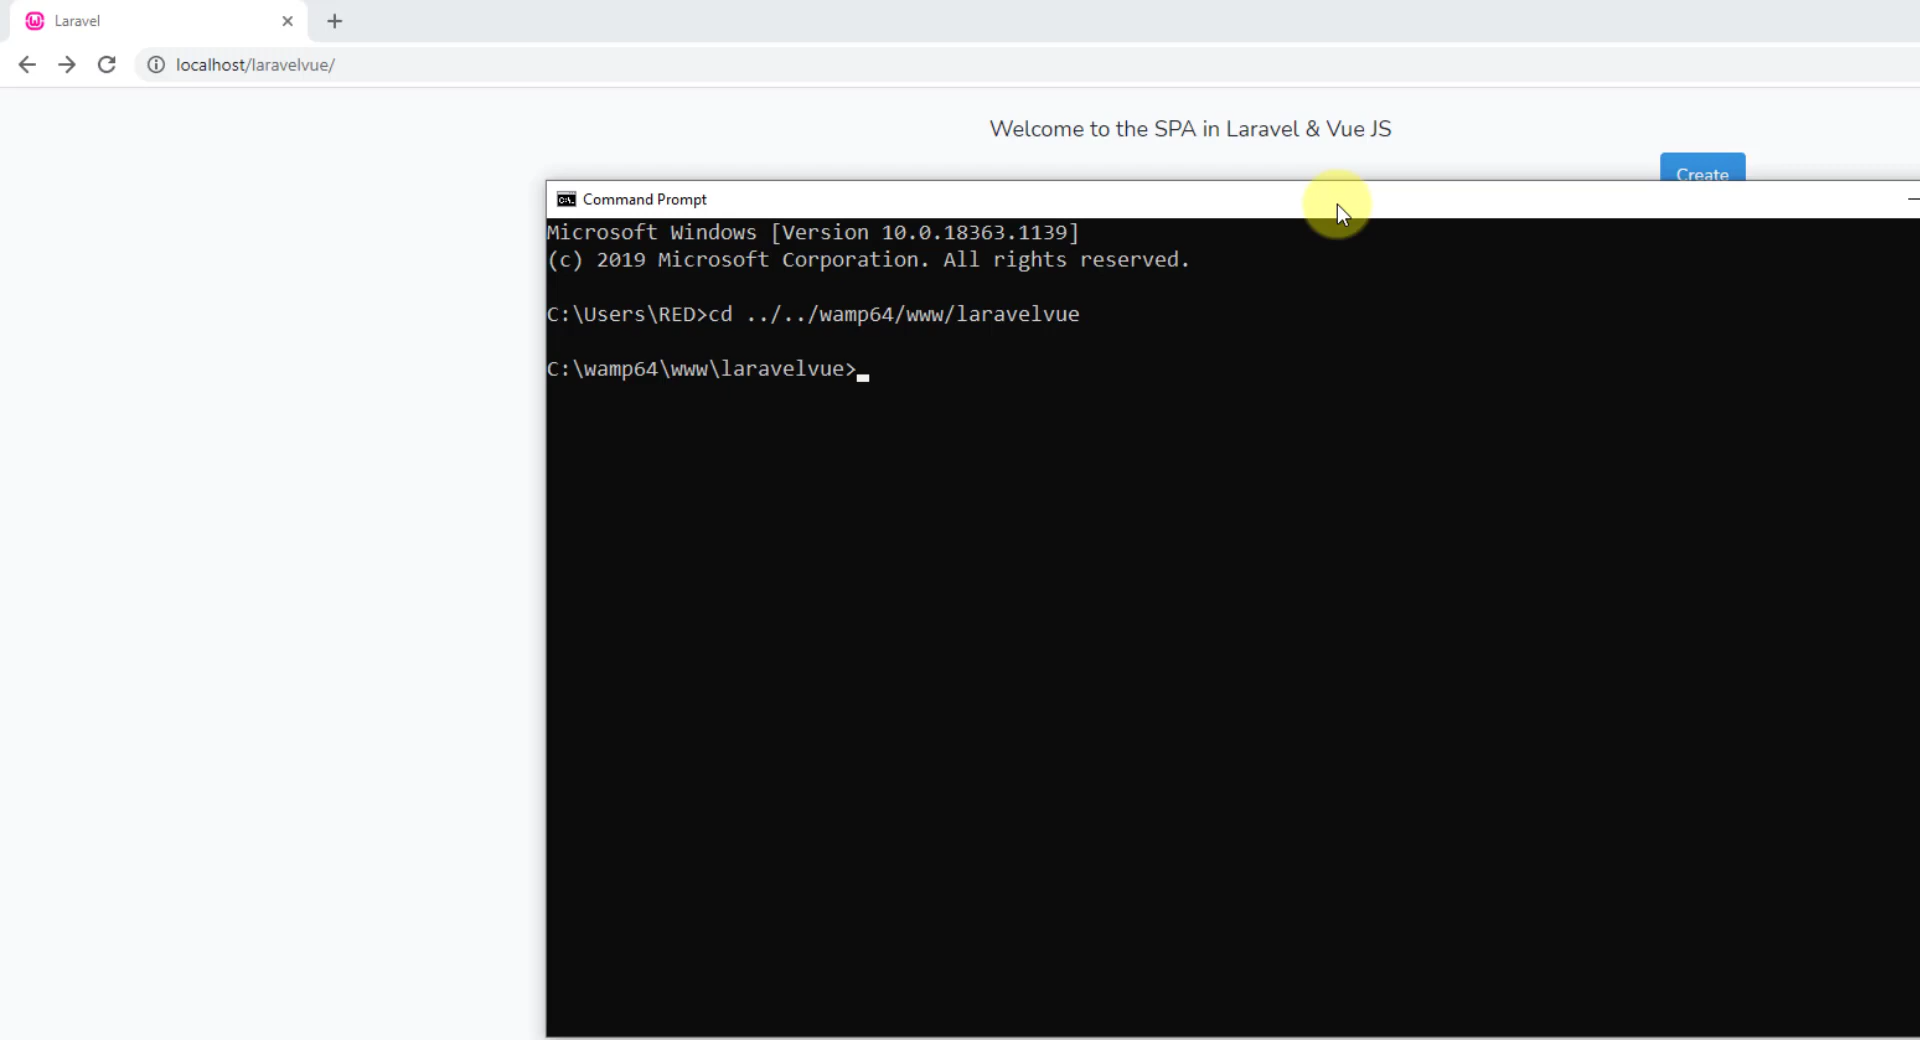 Laravel
localhost/laravelvue/
Welcome to the SPA in Laravel & Vue JS
Create
Command Prompt
Microsoft Windows [Version 10.0.18363.1139]
(c) 2019 Microsoft Corporation. All rights reserved.
C:\Users\RED>cd ../../wamp64/www/laravelvue
C:\wamp64\www\laravelvue>